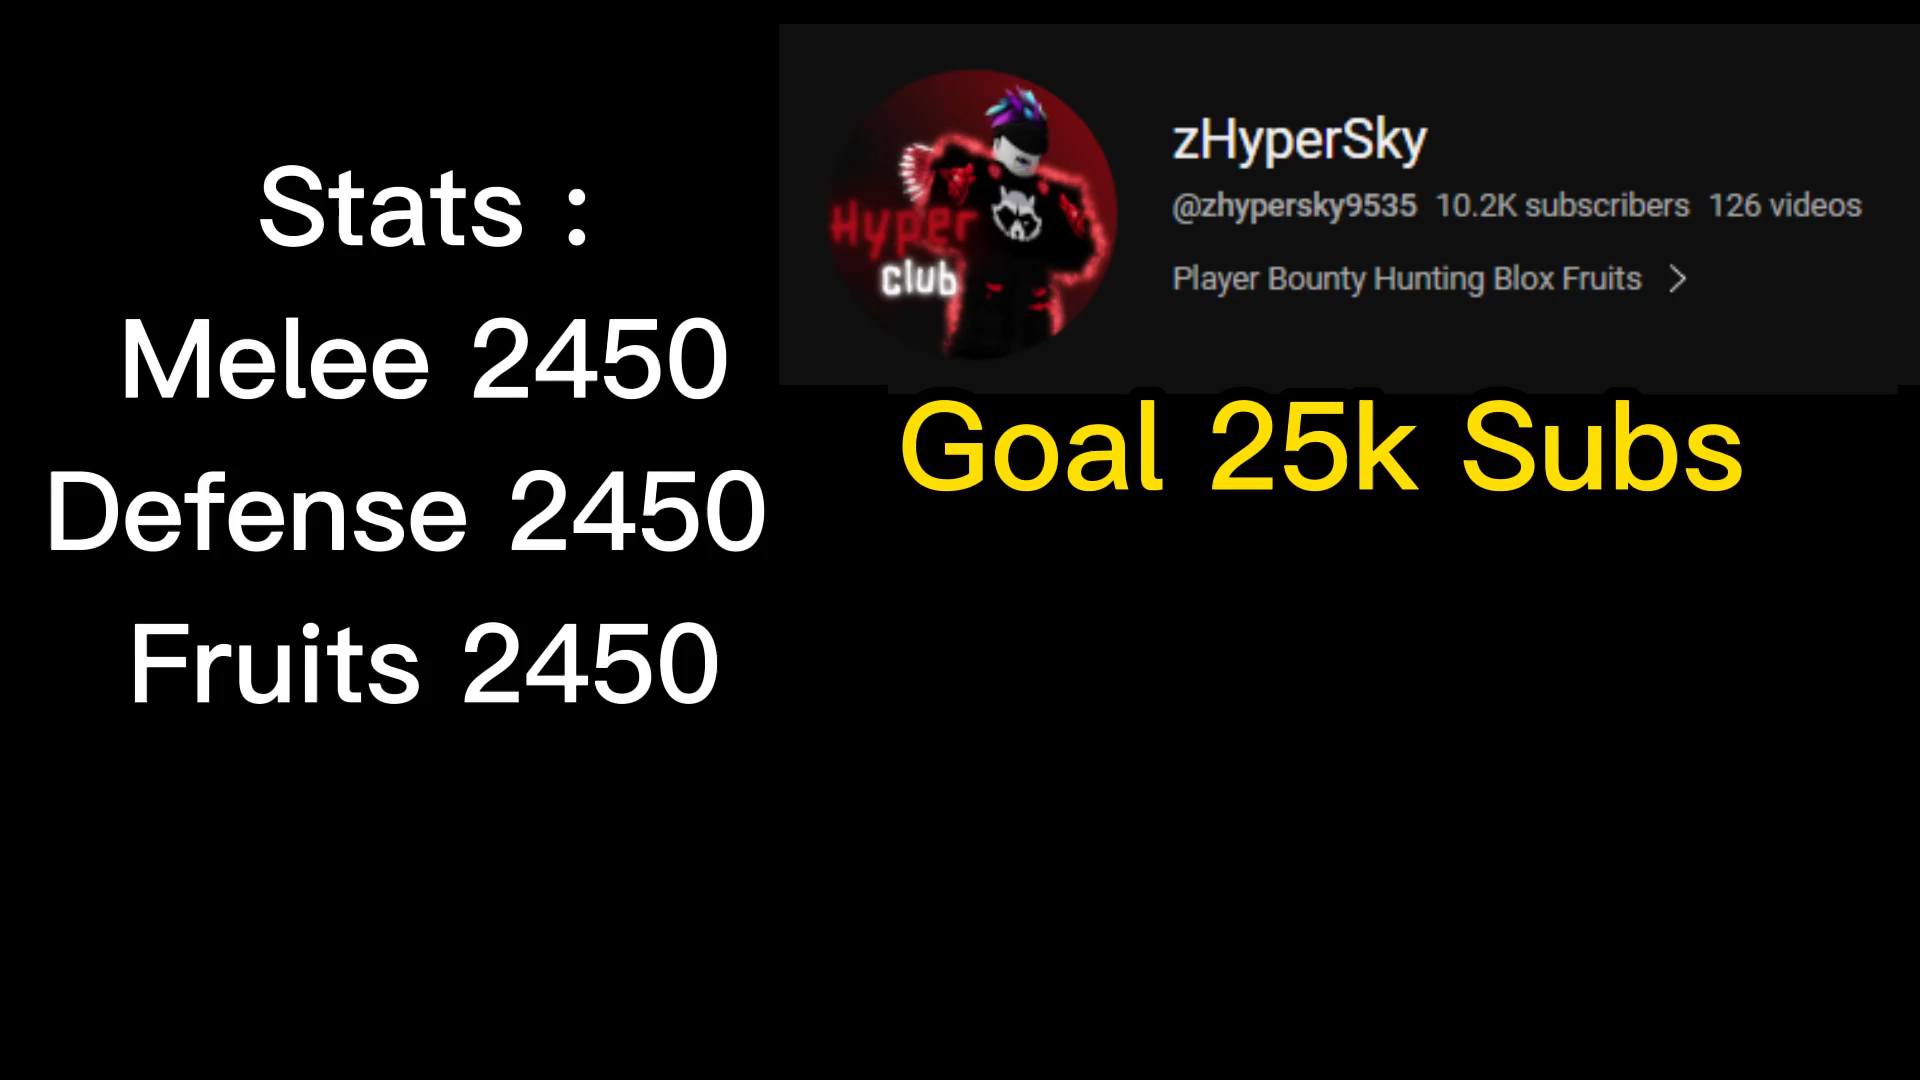 Stats :
Melee 2450
Defense 2450
Fruits 2450
Hyper
club
zHyperSky
@zhypersky9535 10.2K subscribers 126 videos
Player Bounty Hunting Blox Fruits >
Goal 25k Subs